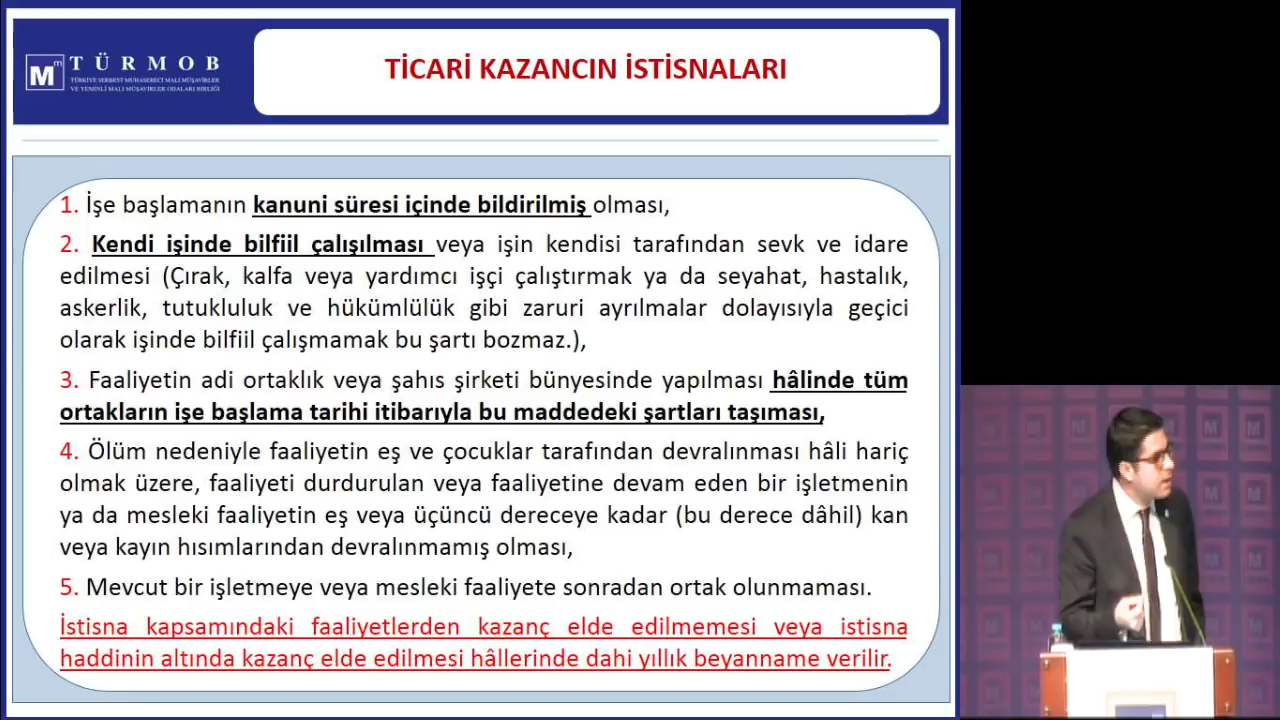 TÜRMOB
TÜRKİYE SERBEST MUHASEBECİ MALİ MÜŞAVİRLER
VE YEMİNLİ MALİ MÜŞAVİRLER ODALARI BİRLİĞİ
TİCARİ KAZANCIN İSTİSNALARI
1. İşe başlamanın kanuni süresi içinde bildirilmiş olması,
2. Kendi işinde bilfiil çalışılması veya işin kendisi tarafından sevk ve idare
edilmesi (Çırak, kalfa veya yardımcı işçi çalıştırmak ya da seyahat, hastalık,
askerlik, tutukluluk ve hükümlülük gibi zaruri ayrılmalar dolayısıyla geçici
olarak işinde bilfiil çalışmamak bu şartı bozmaz.),
3. Faaliyetin adi ortaklık veya şahıs şirketi bünyesinde yapılması hâlinde tüm
ortakların işe başlama tarihi itibarıyla bu maddedeki şartları taşıması,
4. Ölüm nedeniyle faaliyetin eş ve çocuklar tarafından devralınması hâli hariç
olmak üzere, faaliyeti durdurulan veya faaliyetine devam eden bir işletmenin
ya da mesleki faaliyetin eş veya üçüncü dereceye kadar (bu derece dâhil) kan
veya kayın hısımlarından devralınmamış olması,
5. Mevcut bir işletmeye veya mesleki faaliyete sonradan ortak olunmaması.
İstisna kapsamındaki faaliyetlerden kazanç elde edilmemesi veya istisna
haddinin altında kazanç elde edilmesi hâllerinde dahi yıllık beyanname verilir.